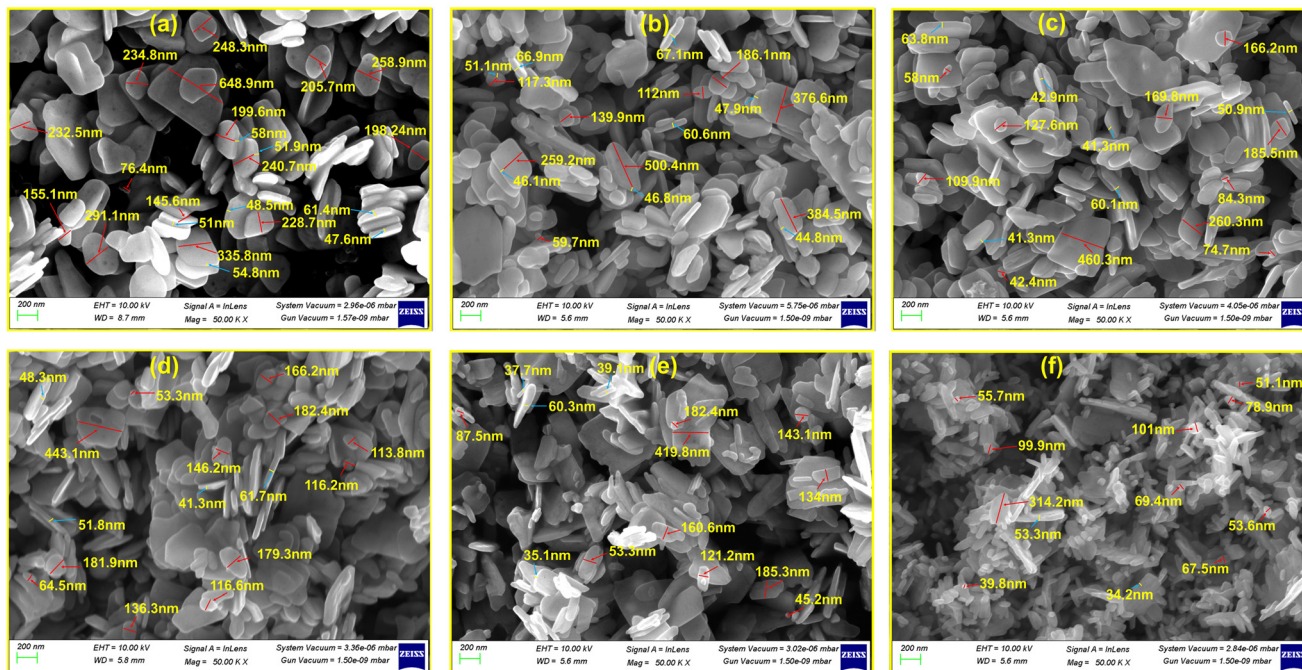 (a)
248.3nm
234.8nm
258.9nm
205.7nm
648.9nm
199.6nm
232.5nm
58nm
198.24nm
51.9nm
240.7nm
76.4nm
155.1nm
145.6nm
48.5nm
61.4nm
291.1nm
51nm
228.7nm
47.6nm
335.8nm
54.8nm
200 nm EHT = 10.00 kV Signal A = InLens System Vacuum = 2.96e-06 mbar
WD = 8.7 mm Mag = 50.00 K X Gun Vacuum = 1.57e-09 mbar
ZEISS
(b)
67.1nm
66.9nm
186.1nm
51.1nm
117.3nm
112nm
376.6nm
47.9nm
139.9nm
60.6nm
259.2nm
500.4nm
46.1nm
46.8nm
384.5nm
59.7nm
44.8nm
200 nm EHT = 10.00 kV Signal A = InLens System Vacuum = 5.75e-06 mbar
WD = 5.6 mm Mag = 50.00 K X Gun Vacuum = 1.50e-09 mbar
ZEISS
(c)
63.8nm
166.2nm
58nm
42.9nm
169.8nm
50.9nm
127.6nm
41.3nm
185.5nm
109.9nm
84.3nm
60.1nm
260.3nm
41.3nm
74.7nm
460.3nm
42.4nm
200 nm EHT = 10.00 kV Signal A = InLens System Vacuum = 4.05e-06 mbar
WD = 5.6 mm Mag = 50.00 K X Gun Vacuum = 1.50e-09 mbar
ZEISS
(d)
48.3nm
166.2nm
53.3nm
182.4nm
443.1nm
113.8nm
146.2nm
116.2nm
41.3nm
61.7nm
51.8nm
179.3nm
181.9nm
64.5nm
116.6nm
136.3nm
200 nm EHT = 10.00 kV Signal A = InLens System Vacuum = 3.36e-06 mbar
WD = 5.8 mm Mag = 50.00 K X Gun Vacuum = 1.50e-09 mbar
ZEISS
(e)
37.7nm
39.1nm
60.3nm
182.4nm
87.5nm
143.1nm
419.8nm
134nm
160.6nm
35.1nm
53.3nm
121.2nm
185.3nm
45.2nm
200 nm EHT = 10.00 kV Signal A = InLens System Vacuum = 3.02e-06 mbar
WD = 5.6 mm Mag = 50.00 K X Gun Vacuum = 1.50e-09 mbar
ZEISS
(f)
51.1nm
55.7nm
78.9nm
101nm
99.9nm
69.4nm
314.2nm
53.6nm
53.3nm
67.5nm
39.8nm
34.2nm
200 nm EHT = 10.00 kV Signal A = InLens System Vacuum = 2.84e-06 mbar
WD = 5.6 mm Mag = 50.00 K X Gun Vacuum = 1.50e-09 mbar
ZEISS